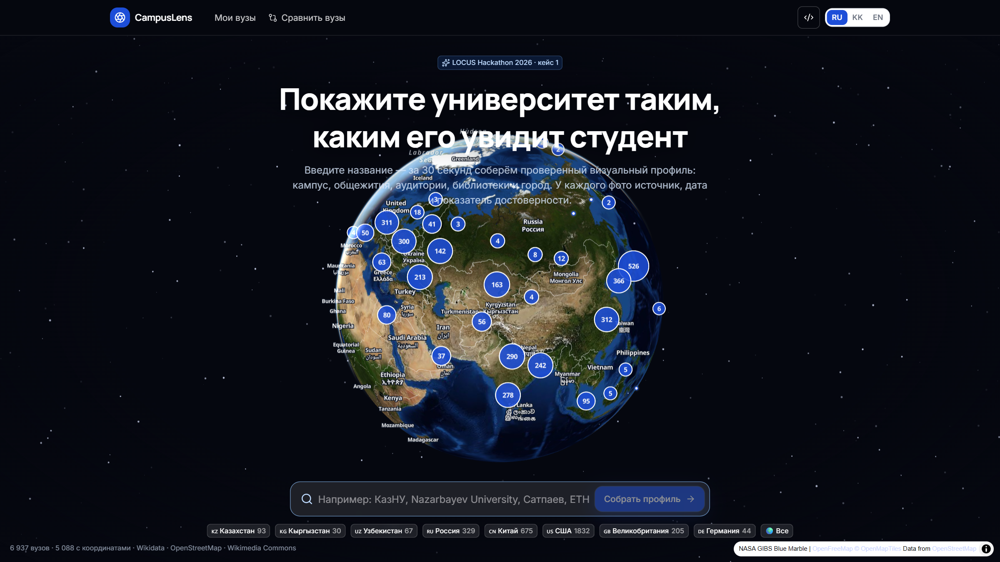 CampusLens
Мои вузы
Сравнить вузы
RU KK EN
LOCUS Hackathon 2026 · кейс 1
Покажите университет таким,
каким его увидит студент
Введите название — за 30 секунд соберём проверенный визуальный профиль:
кампус, общежития, аудитории, библиотеки и город. У каждого фото источник, дата
и показатель достоверности.
Hudson
Labrador
Sea
Greenland
2
Iceland
3
2
United
Kingdom
18
311
41
3
Russia
Россия
4
50
300
4
Morocco
المغرب
142
8
12
Ukraine
Україна
63
526
Mauritania
موريتانيا
Greece
Ελλάδα
213
Mongolia
Монгол Улс
366
163
Mali
Turkey
4
Burkina Faso
Ghana
Syria
سوريا
Turkmenistan
Kyrgyzstan
Кыргызстан
6
80
56
312
Taiwan
臺灣
Nigeria
Iran
ایران
Saudi Arabia
السعودية
Equatorial
Guinea
Sudan
السودان
Nepal
Philippines
37
290
242
Oman
عمان
Vietnam
5
Ethiopia
ኢትዮጵያ
Myanmar
မြန်မာ
Angola
278
5
Kenya
95
Sri Lanka
ශ්‍රී ලංකාව
இலங்கை
Tanzania
Mozambique
Madagascar
Например: КазНУ, Nazarbayev University, Сатпаев, ETH
Собрать профиль
KZ Казахстан 93
KG Кыргызстан 30
UZ Узбекистан 67
RU Россия 329
CN Китай 675
US США 1832
GB Великобритания 205
DE Германия 44
Все
6 937 вузов · 5 088 с координатами · Wikidata · OpenStreetMap · Wikimedia Commons
NASA GIBS Blue Marble | OpenFreeMap © OpenMapTiles Data from OpenStreetMap